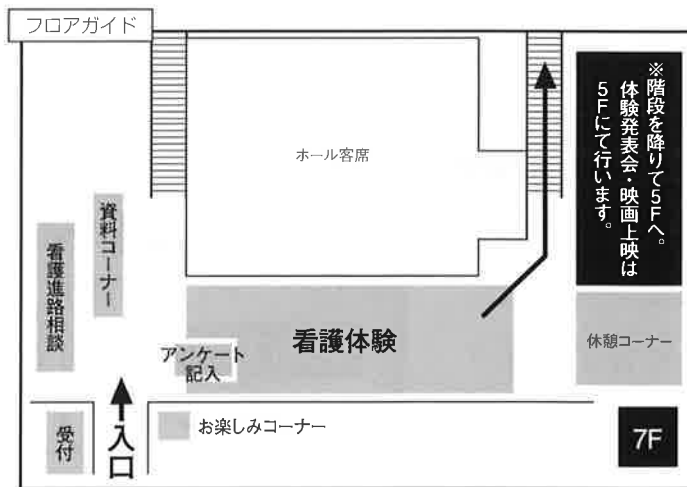 フロアガイド
ホール客席
※階段を降りて5Fへ。
体験発表会・映画上映は
5Fにて行います。
資料コーナー
看護進路相談
看護体験
アンケート
記入
休憩コーナー
受付
入口
お楽しみコーナー
7F